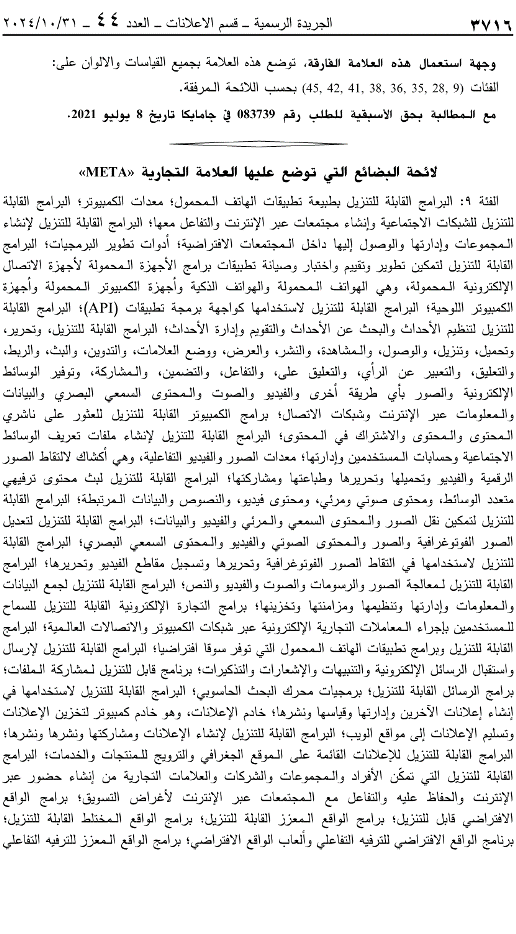 ٣٧١٦ الجريدة الرسمية ــ قسم الاعلانات ــ العدد ٤٤ ــ ٢٠٢٤/١٠/٣١
وجهة استعمال هذه العلامة الفارقة، توضع هذه العلامة بجميع القياسات والالوان على:
الفئات (9, 28, 35, 36, 38, 41, 42, 45) بحسب اللائحة المرفقة.
مع المطالبة بحق الأسبقية للطلب رقم 083739 في جامايكا تاريخ 8 يوليو 2021.
لائحة البضائع التي توضع عليها العلامة التجارية «META»
الفئة ٩: البرامج القابلة للتنزيل بطبيعة تطبيقات الهاتف المحمول؛ معدات الكمبيوتر؛ البرامج القابلة
للتنزيل للشبكات الاجتماعية وإنشاء مجتمعات عبر الإنترنت والتفاعل معها؛ البرامج القابلة للتنزيل لإنشاء
المجموعات وإدارتها والوصول إليها داخل المجتمعات الافتراضية؛ أدوات تطوير البرمجيات؛ البرامج
القابلة للتنزيل لتمكين تطوير وتقييم واختبار وصيانة تطبيقات برامج الأجهزة المحمولة لأجهزة الاتصال
الإلكترونية المحمولة، وهي الهواتف المحمولة والهواتف الذكية وأجهزة الكمبيوتر المحمولة وأجهزة
الكمبيوتر اللوحية؛ البرامج القابلة للتنزيل لاستخدامها كواجهة برمجة تطبيقات (API)؛ البرامج القابلة
للتنزيل لتنظيم الأحداث والبحث عن الأحداث والتقويم وإدارة الأحداث؛ البرامج القابلة للتنزيل، وتحرير،
وتحميل، وتنزيل، والوصول، والمشاهدة، والنشر، والعرض، ووضع العلامات، والتدوين، والبث، والربط،
والتعليق، والتعبير عن الرأي، والتعليق على، والتفاعل، والتضمين، والمشاركة، وتوفير الوسائط
الإلكترونية والصور بأي طريقة أخرى والفيديو والصوت والمحتوى السمعي البصري والبيانات
والمعلومات عبر الإنترنت وشبكات الاتصال؛ برامج الكمبيوتر القابلة للتنزيل للعثور على ناشري
المحتوى والمحتوى والاشتراك في المحتوى؛ البرامج القابلة للتنزيل لإنشاء ملفات تعريف الوسائط
الاجتماعية وحسابات المستخدمين وإدارتها؛ معدات الصور والفيديو التفاعلية، وهي أكشاك لالتقاط الصور
الرقمية والفيديو وتحميلها وتحريرها وطباعتها ومشاركتها؛ البرامج القابلة للتنزيل لبث محتوى ترفيهي
متعدد الوسائط، ومحتوى صوتي ومرئي، ومحتوى فيديو، والنصوص والبيانات المرتبطة؛ البرامج القابلة
للتنزيل لتمكين نقل الصور والمحتوى السمعي والمرئي والفيديو والبيانات؛ البرامج القابلة للتنزيل لتعديل
الصور الفوتوغرافية والصور والمحتوى الصوتي والفيديو والمحتوى السمعي البصري؛ البرامج القابلة
للتنزيل لاستخدامها في التقاط الصور الفوتوغرافية وتحريرها وتسجيل مقاطع الفيديو وتحريرها؛ البرامج
القابلة للتنزيل لمعالجة الصور والرسومات والصوت والفيديو والنص؛ البرامج القابلة للتنزيل لجمع البيانات
والمعلومات وإدارتها وتنظيمها ومزامنتها وتخزينها؛ برامج التجارة الإلكترونية القابلة للتنزيل للسماح
للمستخدمين بإجراء المعاملات التجارية الإلكترونية عبر شبكات الكمبيوتر والاتصالات العالمية؛ البرامج
القابلة للتنزيل وبرامج تطبيقات الهاتف المحمول التي توفر سوقا افتراضيا؛ البرامج القابلة للتنزيل لإرسال
واستقبال الرسائل الإلكترونية والتنبيهات والإشعارات والتذكيرات؛ برنامج قابل للتنزيل لمشاركة الملفات؛
برامج الرسائل القابلة للتنزيل؛ برمجيات محرك البحث الحاسوبي؛ البرامج القابلة للتنزيل لاستخدامها في
إنشاء إعلانات الآخرين وإدارتها وقياسها ونشرها؛ خادم الإعلانات، وهو خادم كمبيوتر لتخزين الإعلانات
وتسليم الإعلانات إلى مواقع الويب؛ البرامج القابلة للتنزيل لإنشاء الإعلانات ومشاركتها ونشرها ونشرها؛
البرامج القابلة للتنزيل للإعلانات القائمة على الموقع الجغرافي والترويج للمنتجات والخدمات؛ البرامج
القابلة للتنزيل التي تمكّن الأفراد والمجموعات والشركات والعلامات التجارية من إنشاء حضور عبر
الإنترنت والحفاظ عليه والتفاعل مع المجتمعات عبر الإنترنت لأغراض التسويق؛ برامج الواقع
الافتراضي قابل للتنزيل؛ برامج الواقع المعزز القابلة للتنزيل؛ برامج الواقع المختلط القابلة للتنزيل؛
برنامج الواقع الافتراضي للترفيه التفاعلي وألعاب الواقع الافتراضي؛ برامج الواقع المعزز للترفيه التفاعلي